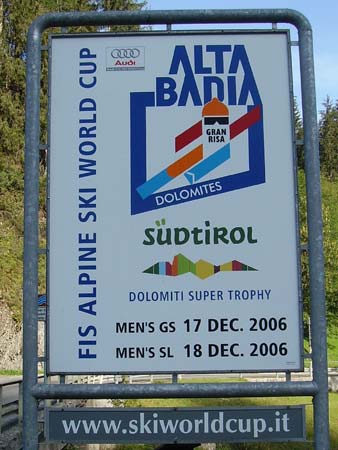 FIS ALPINE SKI WORLD CUP
Audi
ALTA
BADIA
GRAN
RISA
DOLOMITES
SÜDTIROL
DOLOMITI SUPER TROPHY
MEN'S GS 17 DEC. 2006
MEN'S SL 18 DEC. 2006
www.skiworldcup.it